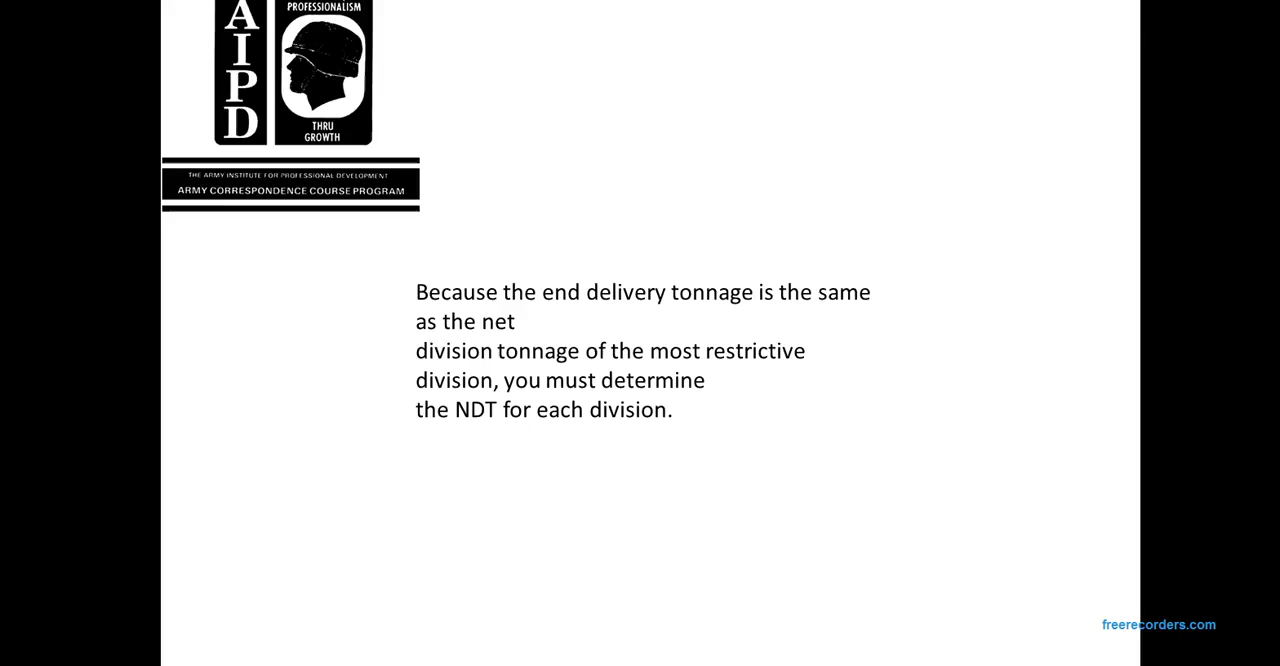 A
I
P
D
PROFESSIONALISM
THRU
GROWTH
THE ARMY INSTITUTE FOR PROFESSIONAL DEVELOPMENT
ARMY CORRESPONDENCE COURSE PROGRAM
Because the end delivery tonnage is the same
as the net
division tonnage of the most restrictive
division, you must determine
the NDT for each division.
freerecorders.com